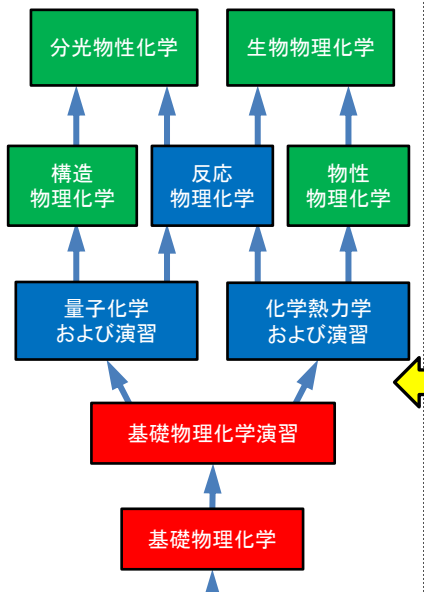 分光物性化学
生物物理化学
構造
物理化学
反応
物理化学
物性
物理化学
量子化学
および演習
化学熱力学
および演習
基礎物理化学演習
基礎物理化学